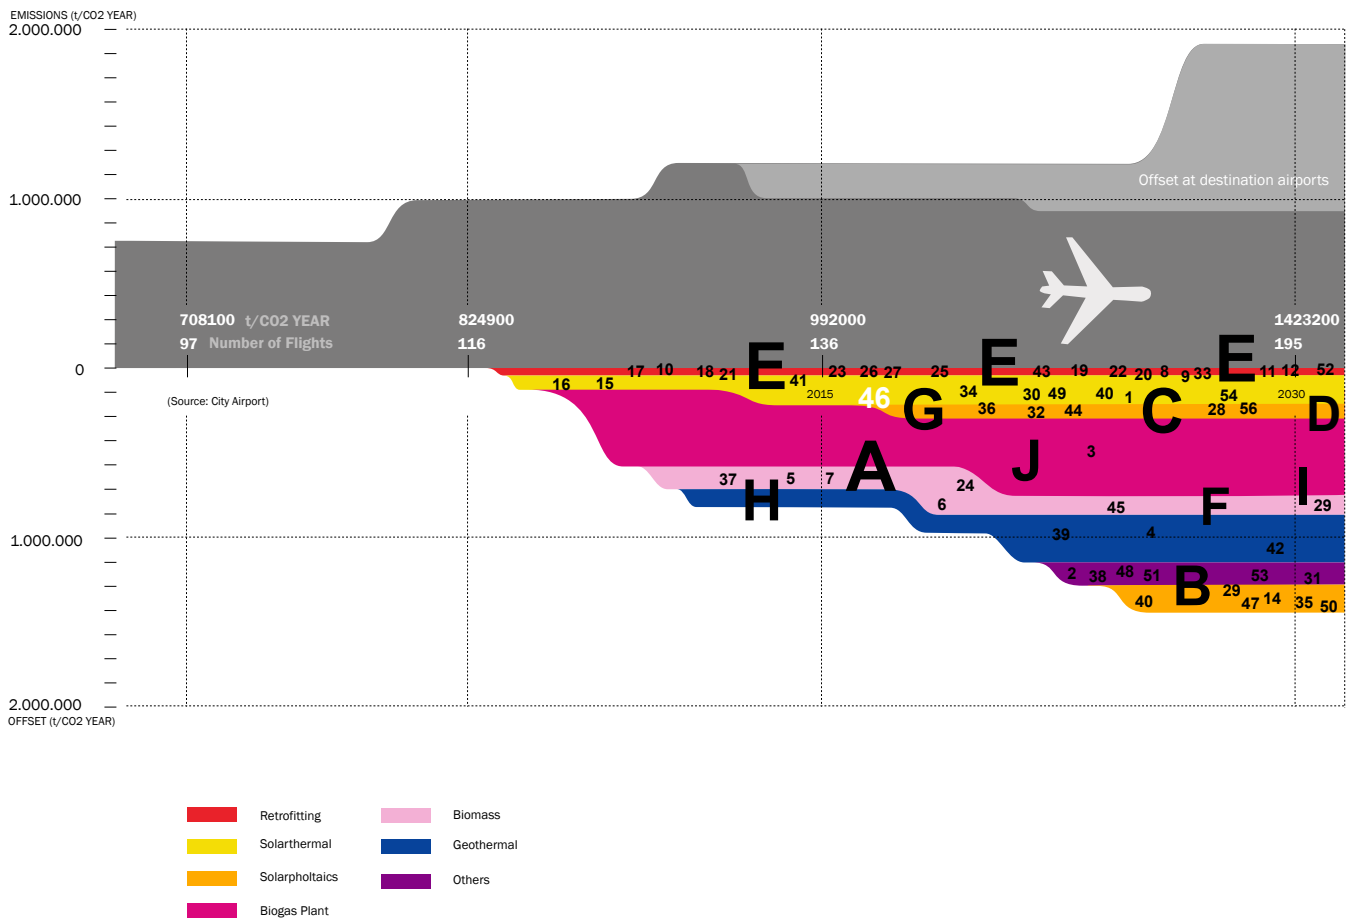 EMISSIONS (t/CO2 YEAR)
2.000.000
1.000.000
Offset at destination airports
708100 t/CO2 YEAR
824900
992000
1423200
97 Number of Flights
116
136
195
0
E
E
E
17 10 18 21 23 26 27 25 43 19 22 20 8 9 33 11 12 52
16 15 41
2015
46
34 30 49 40 1 54
2030
(Source: City Airport)
G
36 32 44
C
28 56
D
A
J
3
I
37 5 7
H
24
6
45
F
29
1.000.000
39 4 42
2 38 48 51
B
53 31
40
29 47 14 35 50
2.000.000
OFFSET (t/CO2 YEAR)
Retrofitting
Solarthermal
Solarpholtaics
Biogas Plant
Biomass
Geothermal
Others